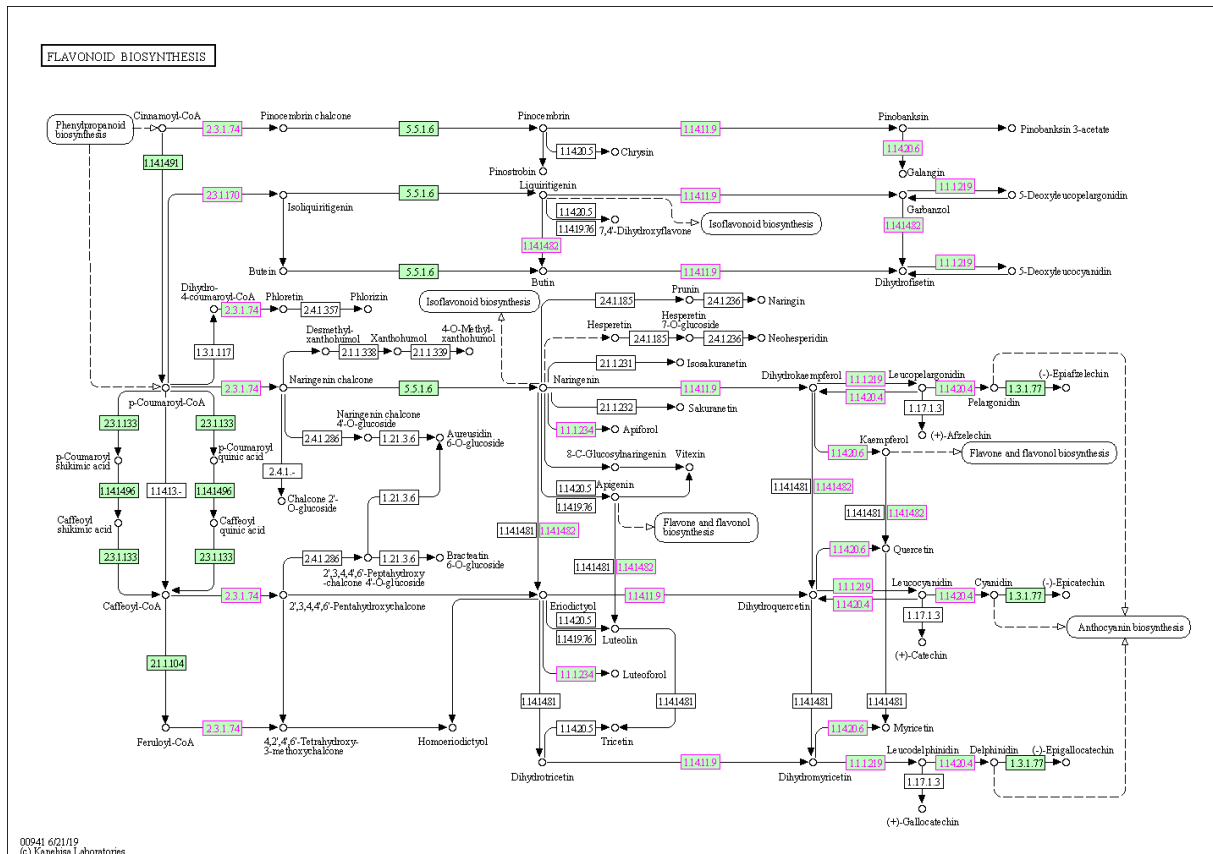 FLAVONOID BIOSYNTHESIS
Cinnamoyl-CoA
Pinocembrin chalcone
Pinocembrin
Pinobanksin
Phenylpropanoid
biosynthesis
2.3.1.74
5.5.1.6
1.14.11.9
Pinobanksin 3-acetate
1.14.20.5
Chrysin
1.14.20.6
1.14.14.91
Pinostrobin
Galangin
Liquiritigenin
1.1.1.219
2.3.1.170
5.5.1.6
1.14.11.9
5-Deoxyleucopelargonidin
Isoliquiritigenin
1.14.20.5
Garbanzol
1.14.19.76
7,4'-Dihydroxyflavone
Isoflavonoid biosynthesis
1.14.14.82
1.14.14.82
1.1.1.219
Butein
5.5.1.6
1.14.11.9
5-Deoxyleucocyanidin
Butin
Dihydrofisetin
Dihydro-
4-coumaroyl-CoA
Phloretin
Phlorizin
Isoflavonoid biosynthesis
Prunin
2.4.1.185
2.4.1.236
Naringin
2.3.1.74
2.4.1.357
Desmethyl-
xanthohumol
Xanthohumol
4-O-Methyl-
xanthohumol
Hesperetin
Hesperetin
7-O-glucoside
2.4.1.185
2.4.1.236
Neohesperidin
1.3.1.117
2.1.1.338
2.1.1.339
2.1.1.231
Isosakuranetin
2.3.1.74
Naringenin chalcone
5.5.1.6
Naringenin
1.14.11.9
Dihydrokaempferol
1.1.1.219
Leucopelargonidin
1.14.20.4
(-)-Epiafzelechin
1.14.20.4
Pelargonidin
1.3.1.77
p-Coumaroyl-CoA
2.1.1.232
Sakuranetin
1.17.1.3
2.3.1.133
2.3.1.133
Naringenin chalcone
4'-O-glucoside
1.1.1.234
Apiforol
(+)-Afzelechin
2.4.1.286
1.21.3.6
Aureusidin
6-O-glucoside
Kaempferol
p-Coumaroyl
shikimic acid
p-Coumaroyl
quinic acid
8-C-Glucosylnaringenin
Vitexin
1.14.20.6
Flavone and flavonol biosynthesis
2.4.1.-
1.14.14.96
1.14.13.-
1.14.14.96
1.14.20.5
Apigenin
1.14.19.76
1.14.14.81
1.14.14.82
Chalcone 2'-
O-glucoside
1.21.3.6
Caffeoyl
shikimic acid
Caffeoyl
quinic acid
1.14.14.81
1.14.14.82
Flavone and flavonol
biosynthesis
1.14.14.81
1.14.14.82
2.3.1.133
2.3.1.133
2.4.1.286
1.21.3.6
Bracteatin
6-O-glucoside
1.14.20.6
Quercetin
2',3,4,4',6'-Peptahydroxy
-chalcone 4'-O-glucoside
1.14.14.81
1.14.14.82
2.3.1.74
1.14.11.9
1.1.1.219
Leucocyanidin
1.14.20.4
Cyanidin
1.3.1.77
(-)-Epicatechin
Caffeoyl-CoA
2',3,4,4',6'-Pentahydroxychalcone
Eriodictyol
Dihydroquercetin
1.14.20.4
1.14.20.5
1.14.19.76
Luteolin
1.17.1.3
Anthocyanin biosynthesis
2.1.1.104
1.1.1.234
Luteoforol
(+)-Catechin
1.14.14.81
1.14.14.81
1.14.14.81
1.14.14.81
2.3.1.74
1.14.20.5
1.14.20.6
Feruloyl-CoA
4,2',4',6'-Tetrahydroxy-
3-methoxychalcone
Homoeriodictyol
Tricetin
Myricetin
Leucodelphinidin
Delphinidin
(-)-Epigallocatechin
1.14.11.9
1.1.1.219
1.14.20.4
1.3.1.77
Dihydrotricetin
Dihydromyricetin
1.17.1.3
(+)-Gallocatechin
00941 6/21/19
(c) Kanehisa Laboratories